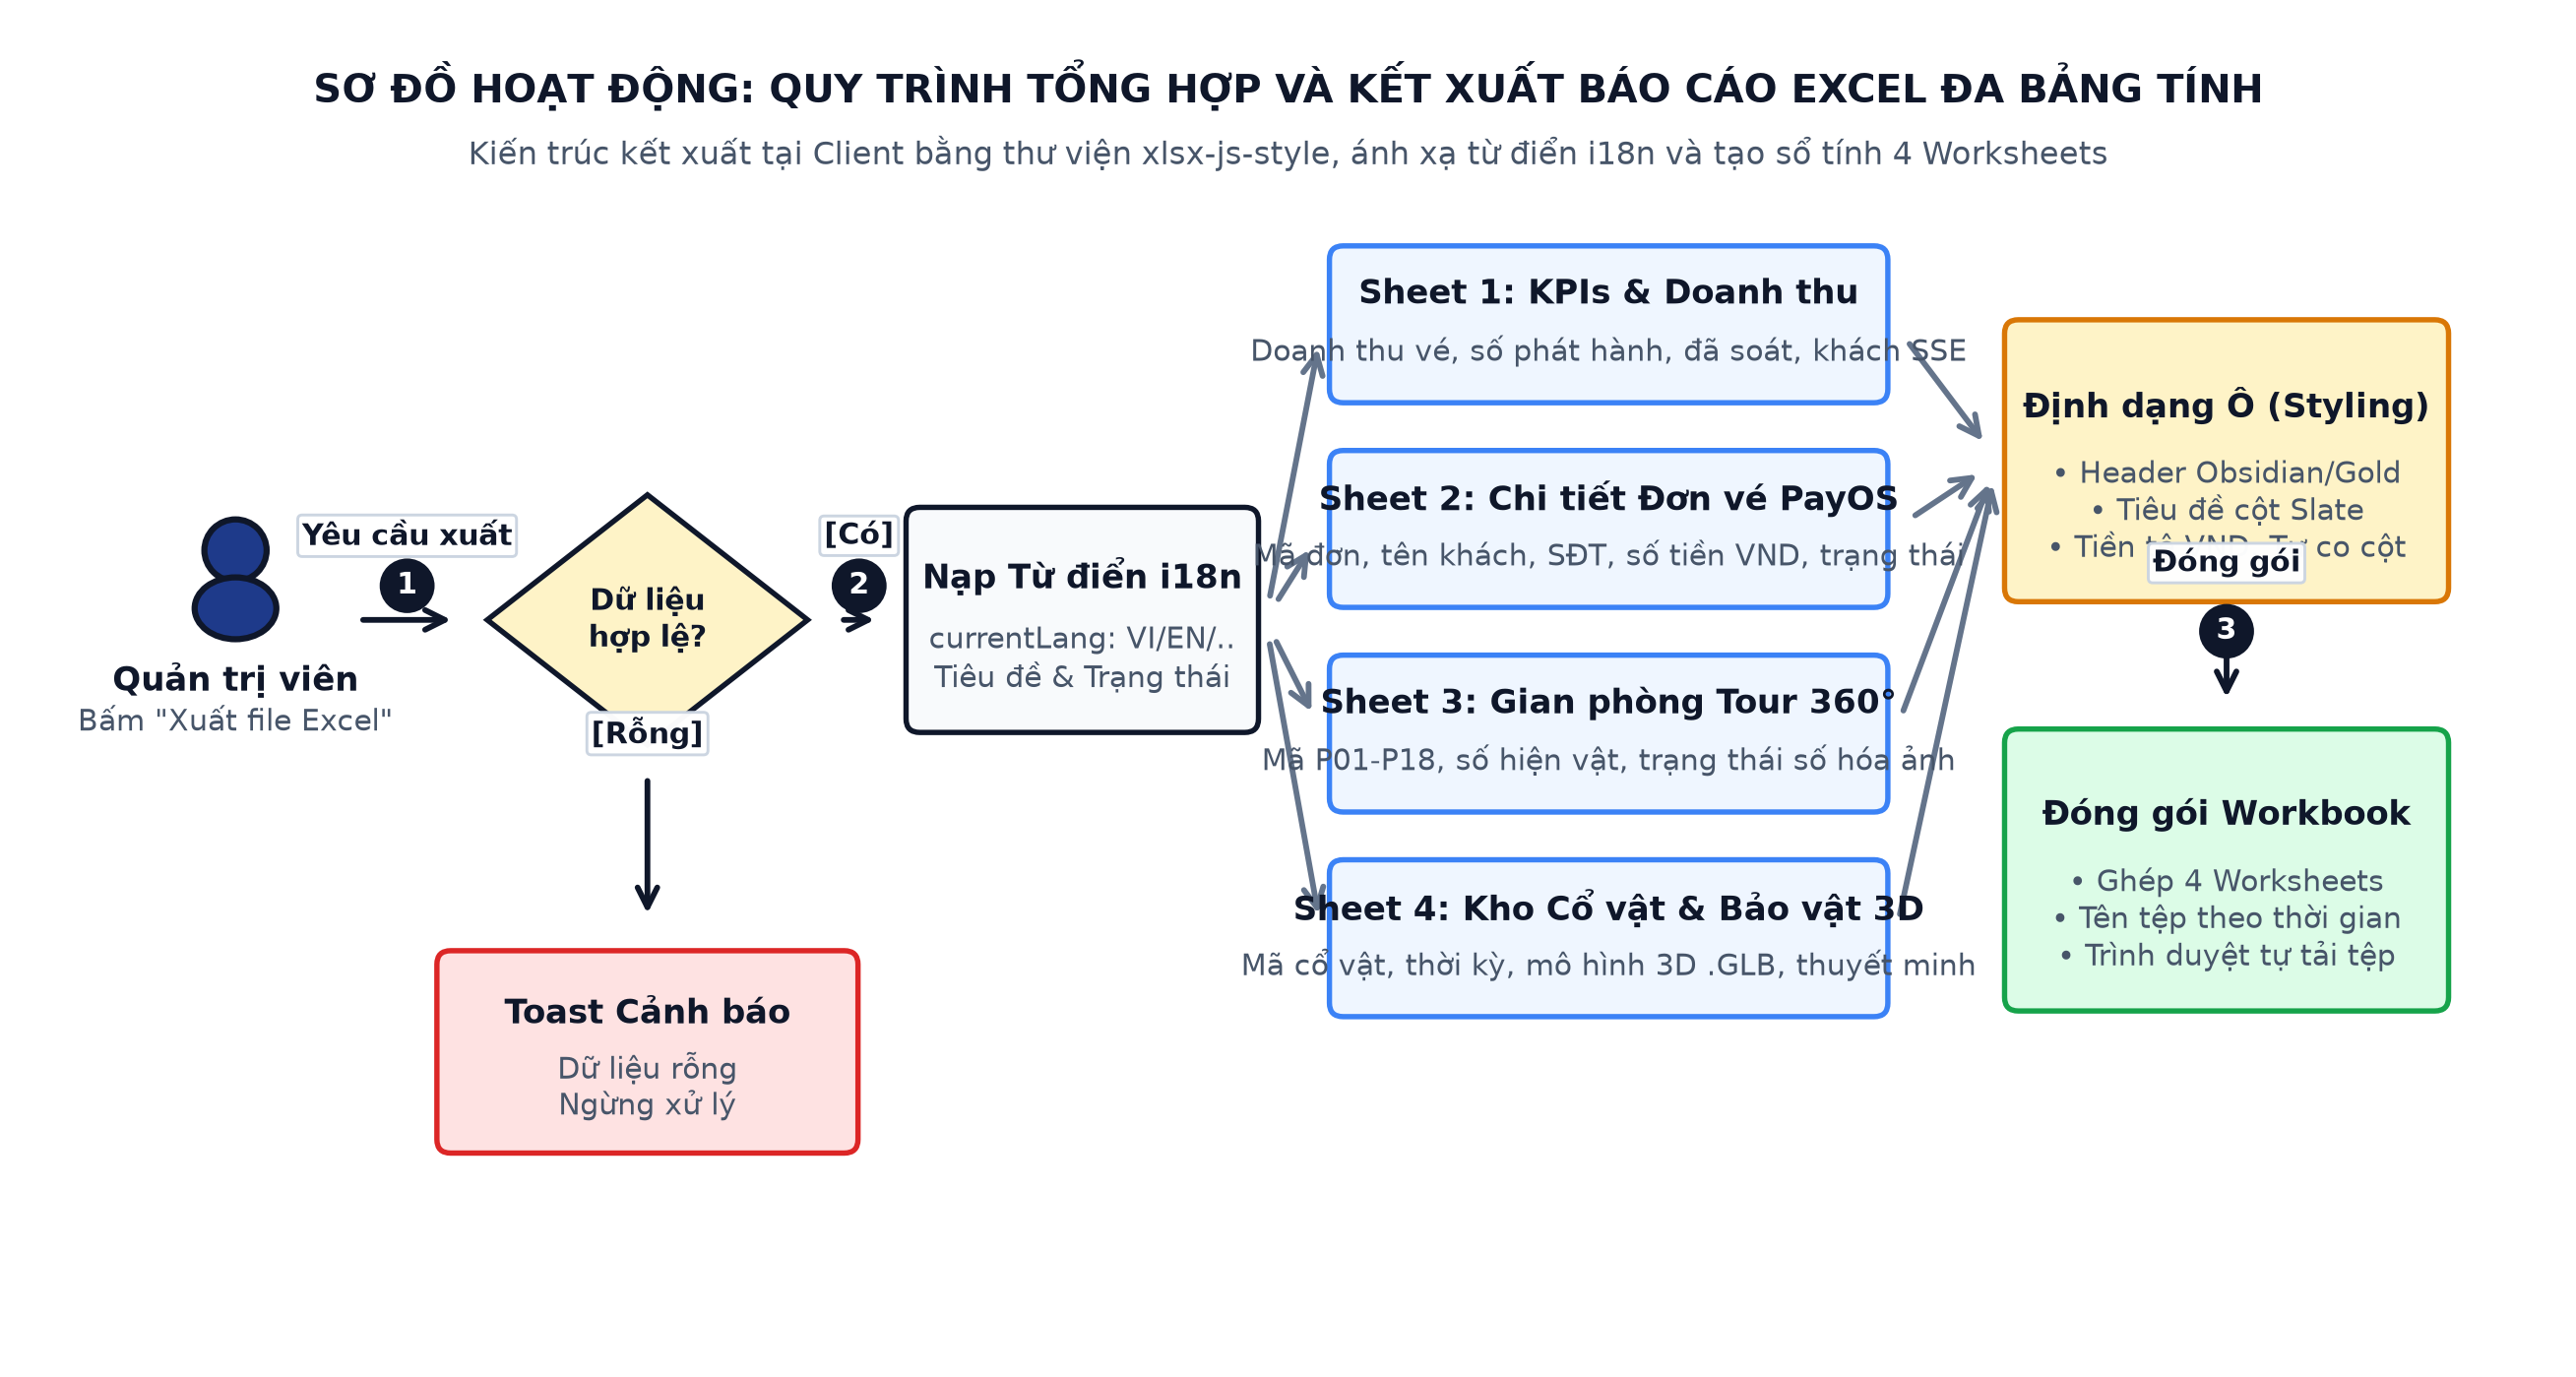 SƠ ĐỒ HOẠT ĐỘNG: QUY TRÌNH TỔNG HỢP VÀ KẾT XUẤT BÁO CÁO EXCEL ĐA BẢNG TÍNH
Kiến trúc kết xuất tại Client bằng thư viện xlsx-js-style, ánh xạ từ điển i18n và tạo sổ tính 4 Worksheets
Quản trị viên
Bấm "Xuất file Excel"
Yêu cầu xuất
1
Dữ liệu
hợp lệ?
[Rỗng]
Toast Cảnh báo
Dữ liệu rỗng
Ngừng xử lý
[Có]
2
Nạp Từ điển i18n
currentLang: VI/EN/..
Tiêu đề & Trạng thái
Sheet 1: KPIs & Doanh thu
Doanh thu vé, số phát hành, đã soát, khách SSE
Sheet 2: Chi tiết Đơn vé PayOS
Mã đơn, tên khách, SĐT, số tiền VND, trạng thái
Sheet 3: Gian phòng Tour 360°
Mã P01-P18, số hiện vật, trạng thái số hóa ảnh
Sheet 4: Kho Cổ vật & Bảo vật 3D
Mã cổ vật, thời kỳ, mô hình 3D .GLB, thuyết minh
Định dạng Ô (Styling)
• Header Obsidian/Gold
• Tiêu đề cột Slate
• Tiền tệ VND, Tự co cột
Đóng gói
3
Đóng gói Workbook
• Ghép 4 Worksheets
• Tên tệp theo thời gian
• Trình duyệt tự tải tệp